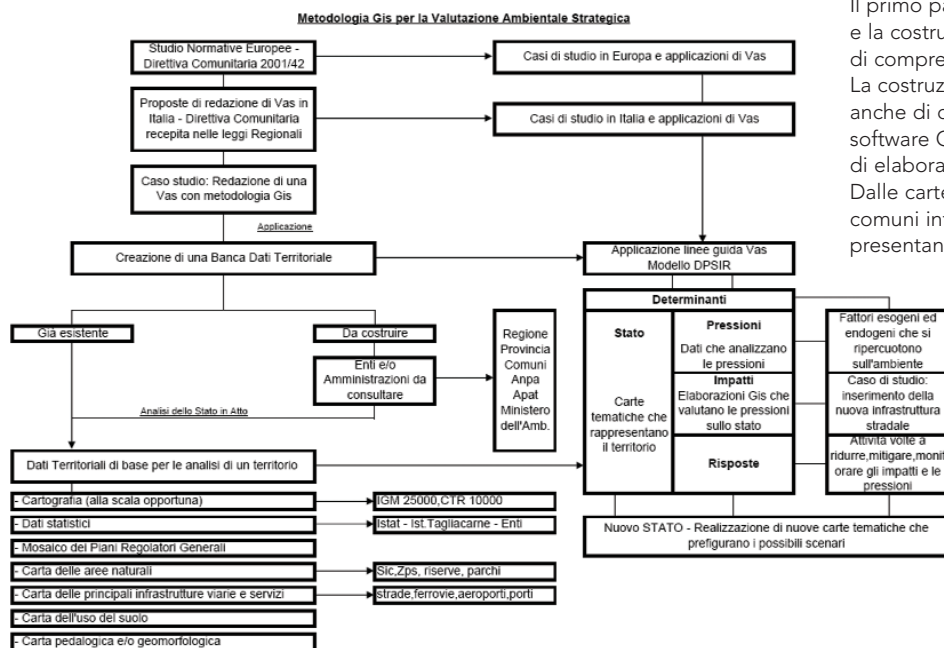 Metodologia Gis per la Valutazione Ambientale Strategica
Studio Normative Europee -
Direttiva Comunitaria 2001/42
Casi di studio in Europa e applicazioni di Vas
Proposte di redazione di Vas in
Italia - Direttiva Comunitaria
recepita nelle leggi Regionali
Casi di studio in Italia e applicazioni di Vas
Caso studio: Redazione di una
Vas con metodologia Gis
Applicazione
Creazione di una Banca Dati Territoriale
Applicazione linee guida Vas
Modello DPSIR
Già esistente
Da costruire
Enti e/o
Amministrazioni da
consultare
Regione
Provincia
Comuni
Anpa
Apat
Ministero
dell'Amb.
Analisi dello Stato in Atto
Determinanti
Stato
Carte
tematiche che
rappresentano
il territorio
Pressioni
Dati che analizzano
le pressioni
Impatti
Elaborazioni Gis che
valutano le pressioni
sullo stato
Risposte
Fattori esogeni ed
endogeni che si
ripercuotono
sull'ambiente
Caso di studio:
inserimento della
nuova infrastruttura
stradale
Attività volte a
ridurre,mitigare,monit
orare gli impatti e le
pressioni
Dati Territoriali di base per le analisi di un territorio
- Cartografia (alla scala opportuna)
IGM 25000,CTR 10000
- Dati statistici
Istat - Ist.Tagliacarne - Enti
- Mosaico dei Piani Regolatori Generali
- Carta delle aree naturali
Sic,Zps, riserve, parchi
- Carta delle principali infrastrutture viarie e servizi
strade,ferrovie,aeroporti,porti
- Carta dell'uso del suolo
- Carta pedalogica e/o geomorfologica
Nuovo STATO - Realizzazione di nuove carte tematiche che
prefigurano i possibili scenari
Il primo
e la
di
La
anche di
software
di
Dalle
comuni